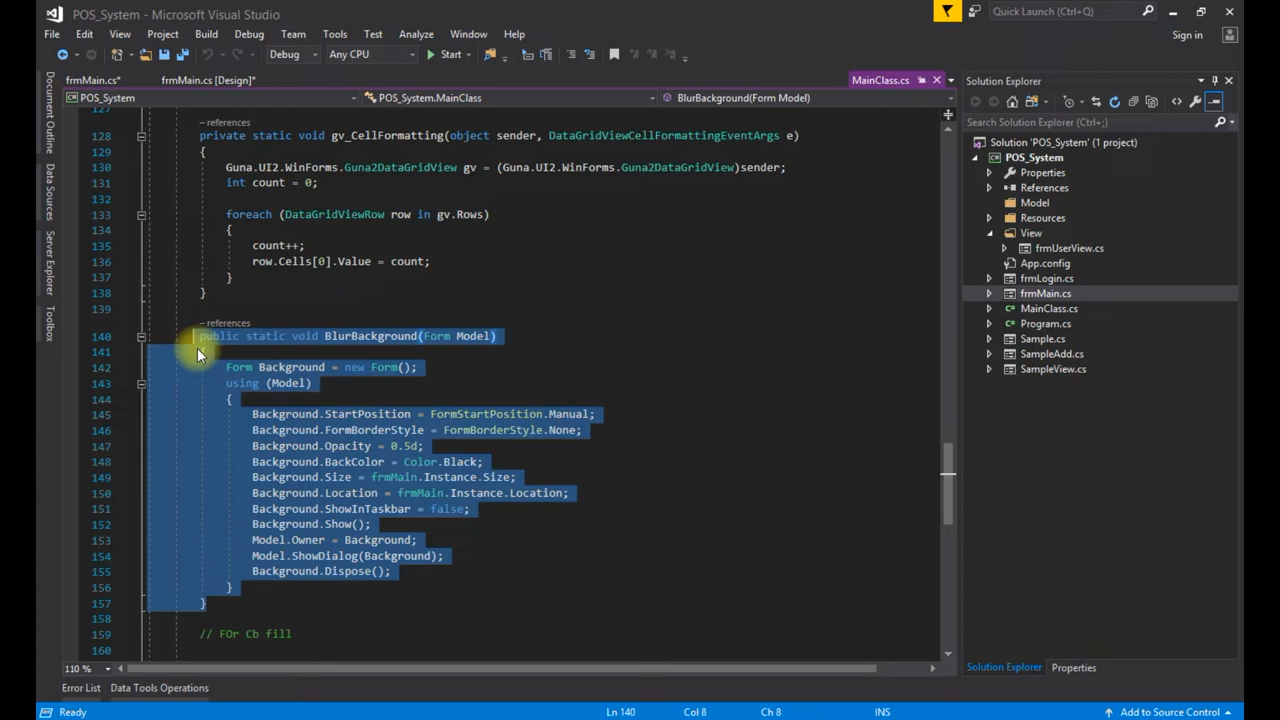 POS_System - Microsoft Visual Studio
Quick Launch (Ctrl+Q)
File Edit View Project Build Debug Team Tools Test Analyze Window Help
Sign in
Debug Any CPU Start
frmMain.cs* frmMain.cs [Design]* MainClass.cs
POS_System POS_System.MainClass BlurBackground(Form Model)
Document Outline
Data Sources
Server Explorer
Toolbox
127
– references
128 private static void gv_CellFormatting(object sender, DataGridViewCellFormattingEventArgs e)
129 {
130 Guna.UI2.WinForms.Guna2DataGridView gv = (Guna.UI2.WinForms.Guna2DataGridView)sender;
131 int count = 0;
132
133 foreach (DataGridViewRow row in gv.Rows)
134 {
135 count++;
136 row.Cells[0].Value = count;
137 }
138 }
139
– references
140 public static void BlurBackground(Form Model)
141 {
142 Form Background = new Form();
143 using (Model)
144 {
145 Background.StartPosition = FormStartPosition.Manual;
146 Background.FormBorderStyle = FormBorderStyle.None;
147 Background.Opacity = 0.5d;
148 Background.BackColor = Color.Black;
149 Background.Size = frmMain.Instance.Size;
150 Background.Location = frmMain.Instance.Location;
151 Background.ShowInTaskbar = false;
152 Background.Show();
153 Model.Owner = Background;
154 Model.ShowDialog(Background);
155 Background.Dispose();
156 }
157 }
158
159 // FOr Cb fill
160
110 %
Solution Explorer
Search Solution Explorer (Ctrl+;)
Solution 'POS_System' (1 project)
POS_System
Properties
References
Model
Resources
View
frmUserView.cs
App.config
frmLogin.cs
frmMain.cs
MainClass.cs
Program.cs
Sample.cs
SampleAdd.cs
SampleView.cs
Solution Explorer Properties
Error List Data Tools Operations
Ready Ln 140 Col 8 Ch 8 INS Add to Source Control